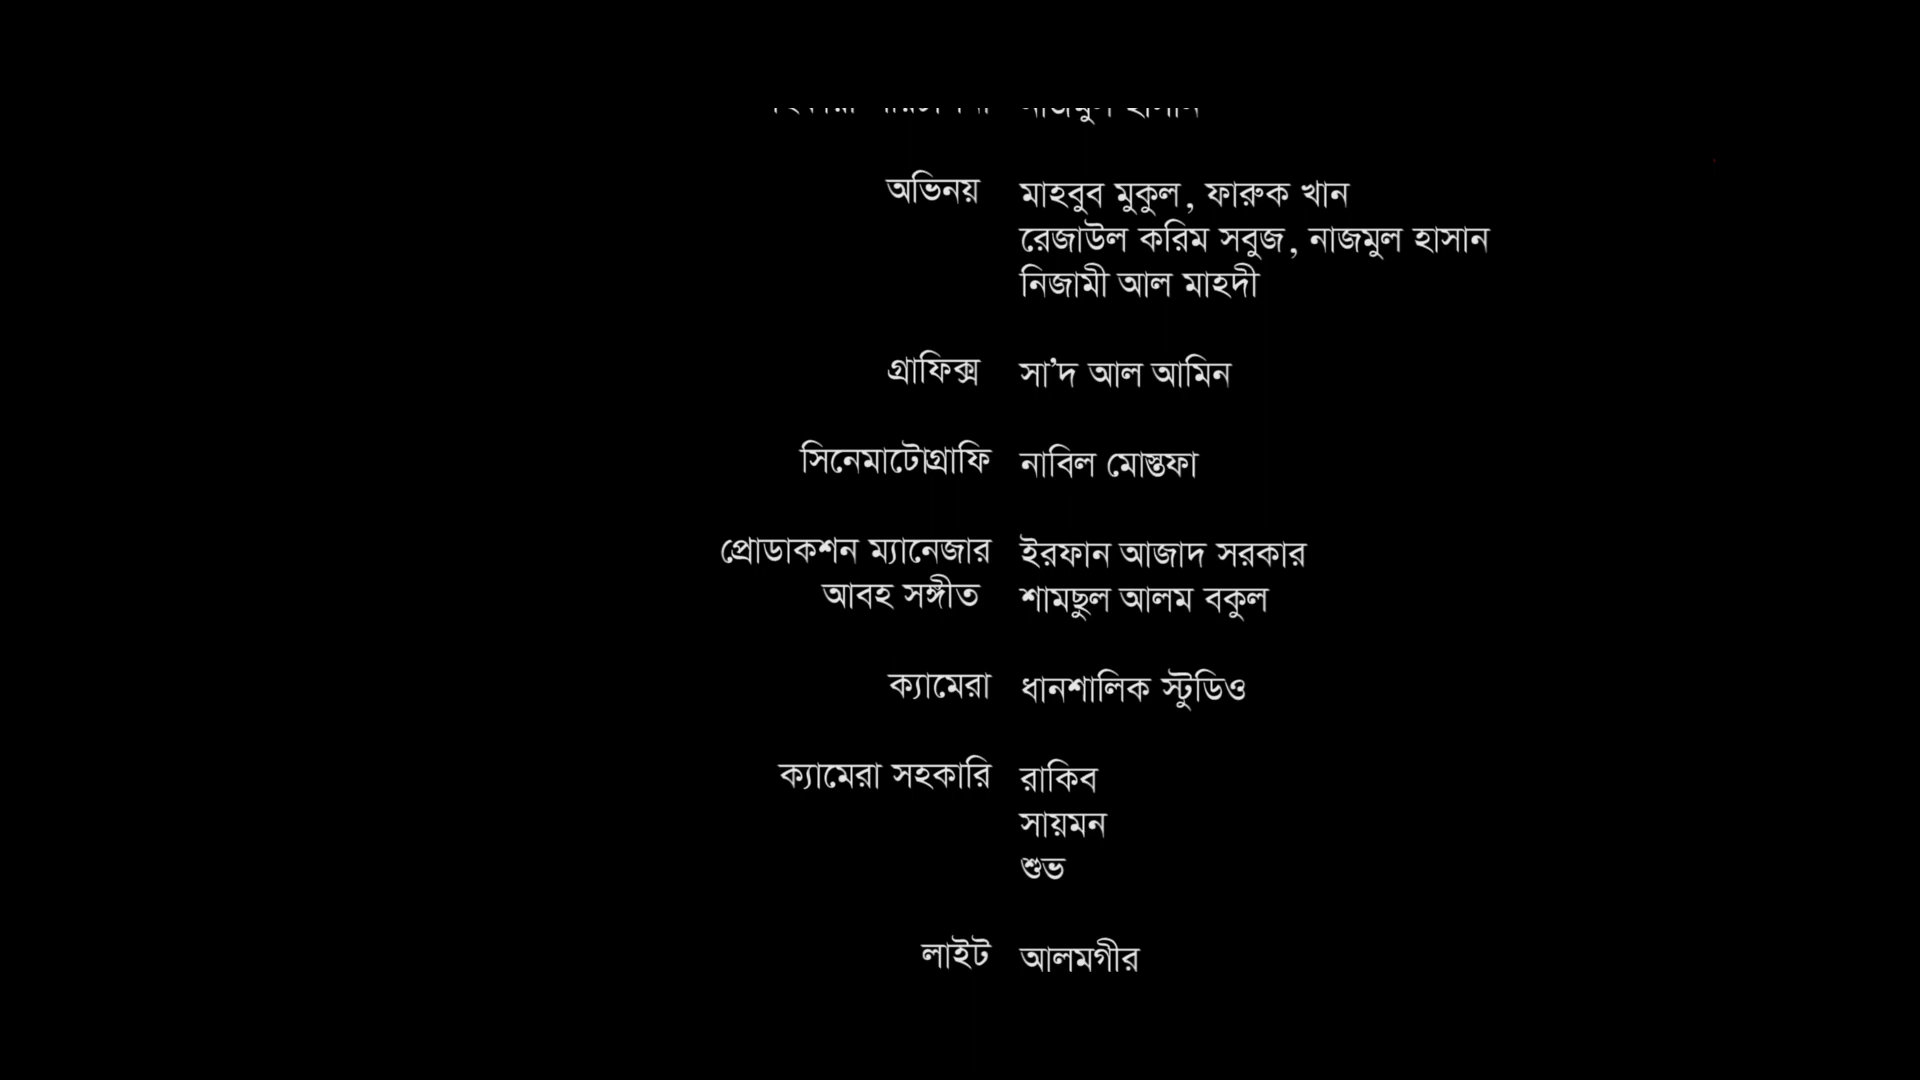 নাজমুল হাসান
অভিনয় মাহবুব মুকুল, ফারুক খান
রেজাউল করিম সবুজ, নাজমুল হাসান
নিজামী আল মাহদী
গ্রাফিক্স সা'দ আল আমিন
সিনেমাটোগ্রাফি নাবিল মোস্তফা
প্রোডাকশন ম্যানেজার ইরফান আজাদ সরকার
আবহ সঙ্গীত শামছুল আলম বকুল
ক্যামেরা ধানশালিক স্টুডিও
ক্যামেরা সহকারি রাকিব
সায়মন
শুভ
লাইট আলমগীর